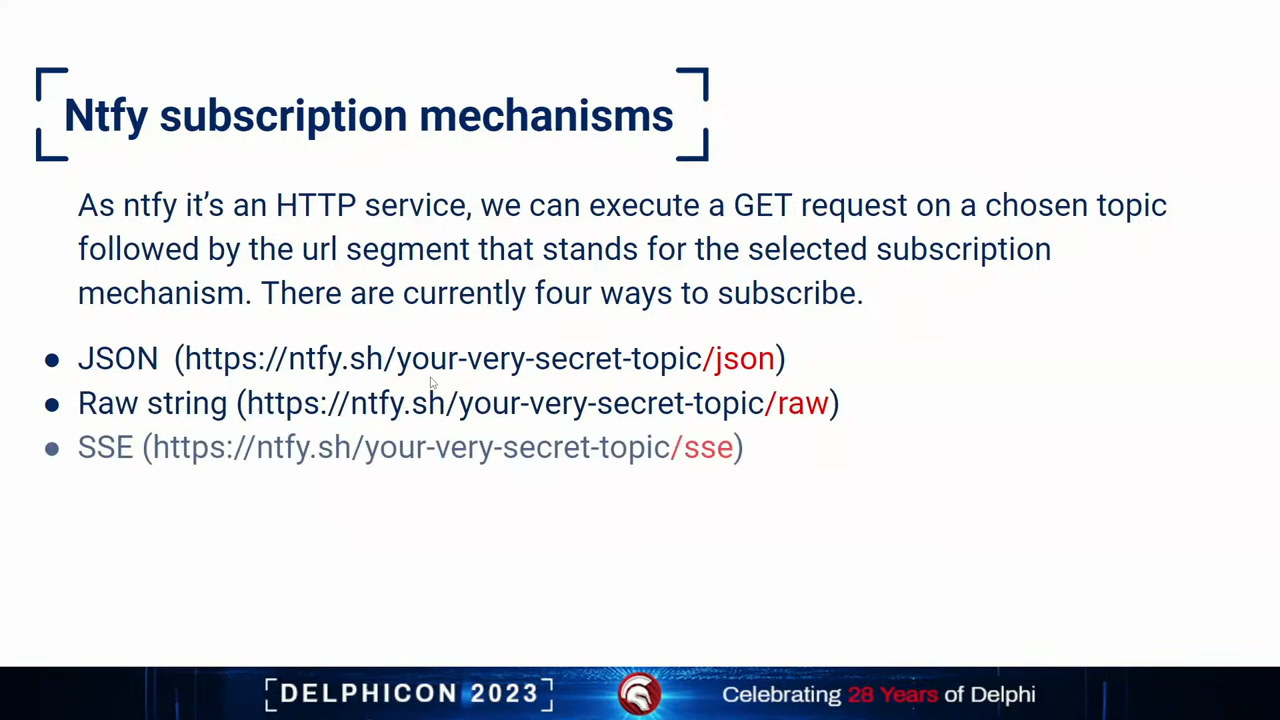 Ntfy subscription mechanisms
As ntfy it’s an HTTP service, we can execute a GET request on a chosen topic
followed by the url segment that stands for the selected subscription
mechanism. There are currently four ways to subscribe.
● JSON (https://ntfy.sh/your-very-secret-topic/json)
● Raw string (https://ntfy.sh/your-very-secret-topic/raw)
● SSE (https://ntfy.sh/your-very-secret-topic/sse)
[DELPHICON 2023] Celebrating 28 Years of Delphi